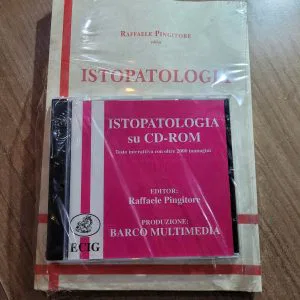 RAFFAELE PINGITORE
editor
ISTOPATOLOGIA
ISTOPATOLOGIA
su CD-ROM
Testo interattivo con oltre 2000 immagini
EDITOR:
Raffaele Pingitore
PRODUZIONE:
BARCO MULTIMEDIA
ECIG